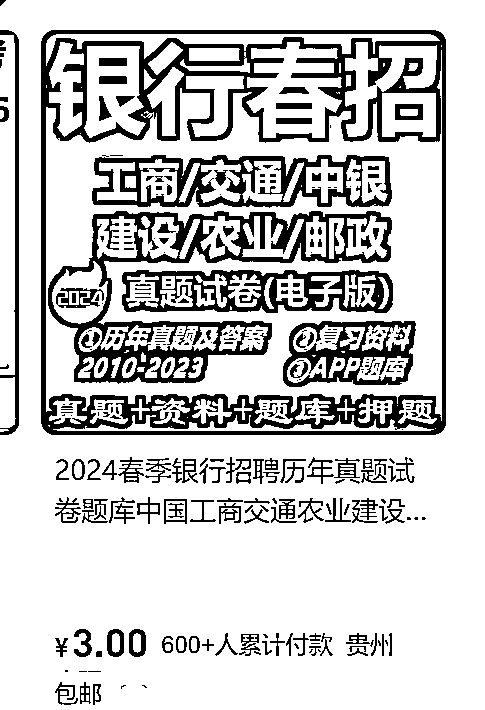 银行春招
工商/交通/中银
建设/农业/邮政
2024
真题试卷(电子版)
①历年真题及答案
2010-2023
②复习资料
③APP题库
真题+资料+题库+押题
2024春季银行招聘历年真题试
卷题库中国工商交通农业建设...
¥3.00 600+人累计付款 贵州
包邮